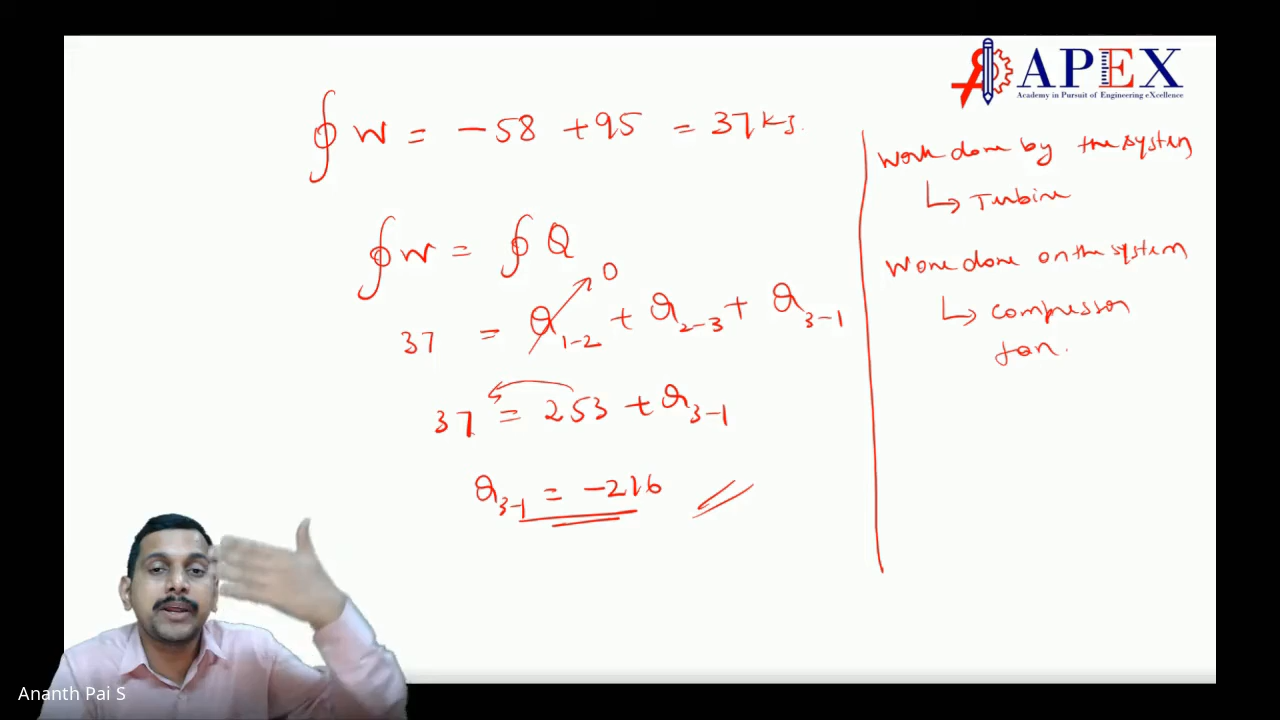 APEX
Academy in Pursuit of Engineering eXcellence
∮ W = -58 + 95 = 37 kJ.
∮ W = ∮ Q
0
37 = Q1-2 + Q2-3 + Q3-1
37 = 253 + Q3-1
Q3-1 = -216
Work done by the system
↳ Turbine
Work done on the system
↳ compressor
fan.
Ananth Pai S